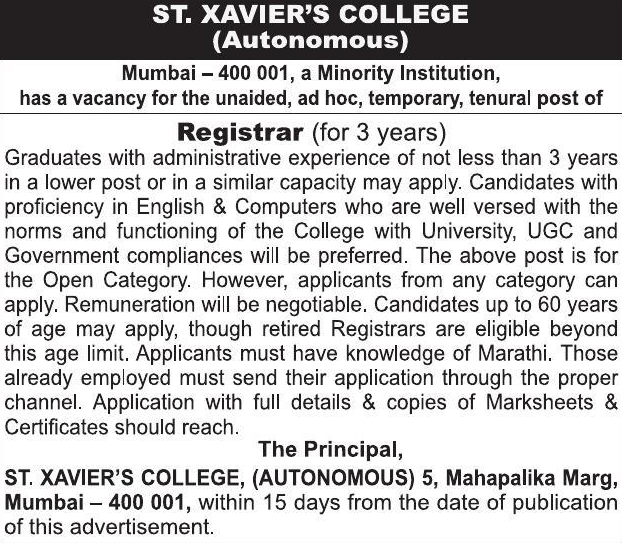 ST. XAVIER'S COLLEGE
(Autonomous)
Mumbai – 400 001, a Minority Institution,
has a vacancy for the unaided, ad hoc, temporary, tenural post of
Registrar (for 3 years)
Graduates with administrative experience of not less than 3 years
in a lower post or in a similar capacity may apply. Candidates with
proficiency in English & Computers who are well versed with the
norms and functioning of the College with University, UGC and
Government compliances will be preferred. The above post is for
the Open Category. However, applicants from any category can
apply. Remuneration will be negotiable. Candidates up to 60 years
of age may apply, though retired Registrars are eligible beyond
this age limit. Applicants must have knowledge of Marathi. Those
already employed must send their application through the proper
channel. Application with full details & copies of Marksheets &
Certificates should reach.
The Principal,
ST. XAVIER'S COLLEGE, (AUTONOMOUS) 5, Mahapalika Marg,
Mumbai – 400 001, within 15 days from the date of publication
of this advertisement.